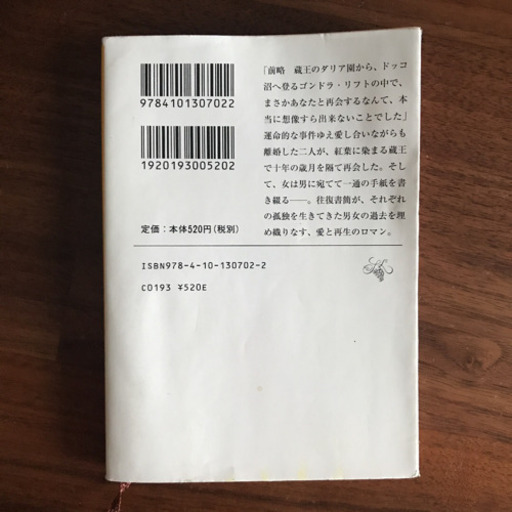 9784101307022
1920193005202
定価:本体520円(税別)
「前略　蔵王のダリア園から、ドッコ
沼へ登るゴンドラ・リフトの中で、
まさかあなたと再会するなんて、本
当に想像すら出来ないことでした」
運命的な事件ゆえ愛し合いながらも
離婚した二人が、紅葉に染まる蔵王
で十年の歳月を隔て再会した。そし
て、女は男に宛てて一通の手紙を書
き綴る――。往復書簡が、それぞれ
の孤独を生きてきた男女の過去を埋
め織りなす、愛と再生のロマン。
ISBN978-4-10-130702-2
C0193 ¥520E